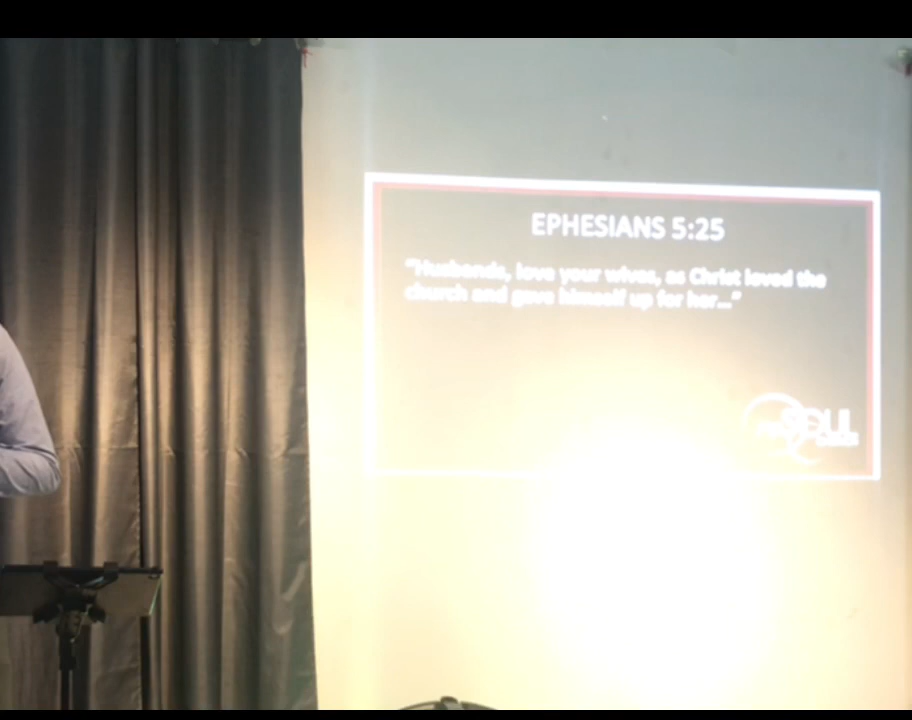 EPHESIANS 5:25
"Husbands, love your wives, as Christ loved the
church and gave himself up for her..."
SOUL